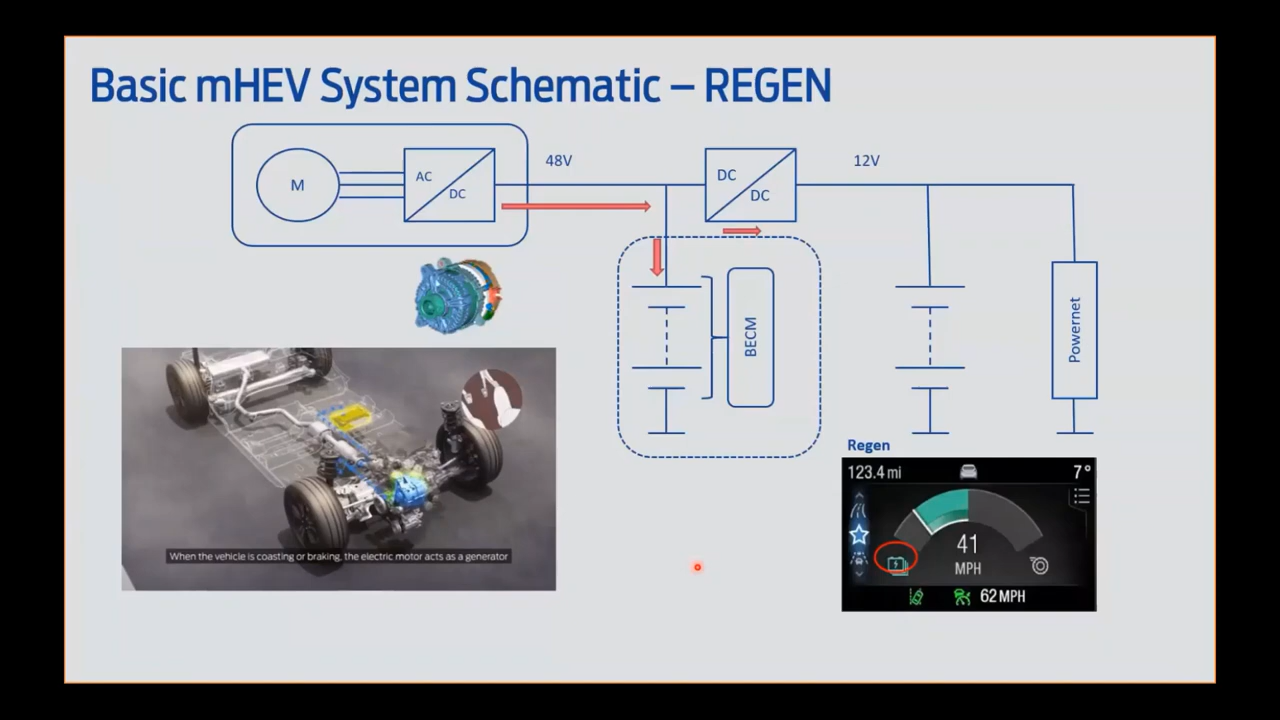 Basic mHEV System Schematic – REGEN
48V
12V
M
AC
DC
DC
DC
BECM
Powernet
Regen
123.4 mi
7°
41
MPH
62 MPH
When the vehicle is coasting or braking, the electric motor acts as a generator